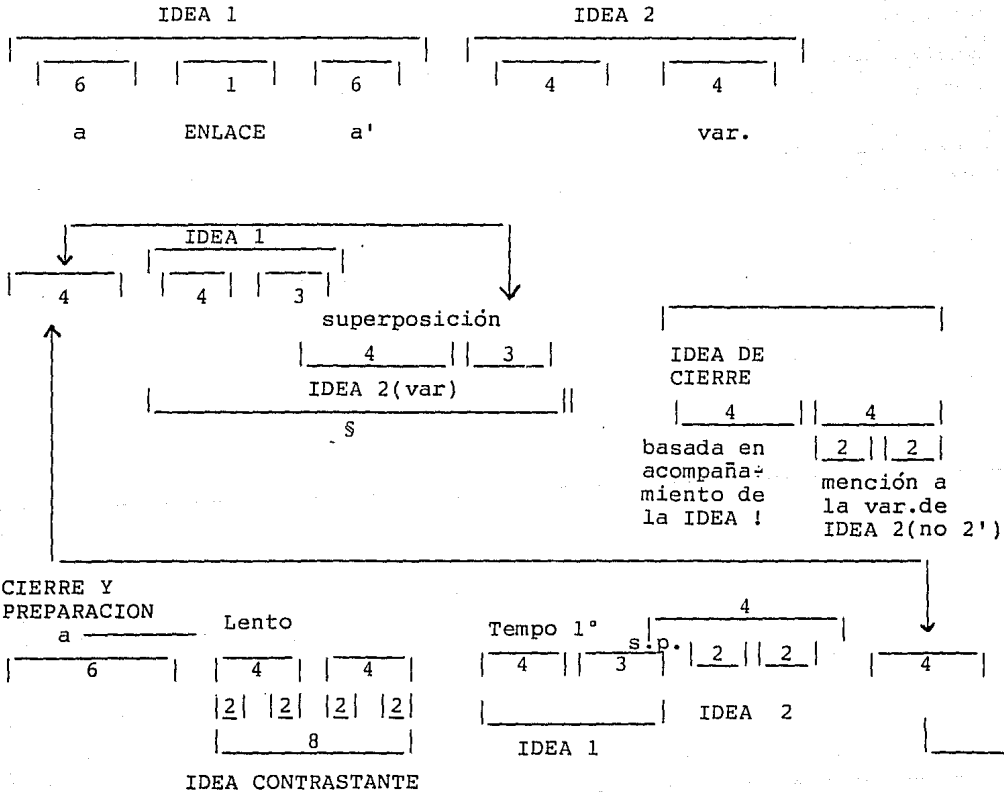 IDEA 1 IDEA 2
6 1 6 4 4
a ENLACE a' var.
IDEA 1
4 4 3
superposición
4 3
IDEA 2(var)
§
IDEA DE
CIERRE
4 4
2 2
basada en
acompaña-
miento de
la IDEA !
mención a
la var.de
IDEA 2(no 2')
CIERRE Y
PREPARACION
a
6
Lento
4 4
2 2 2 2
8
IDEA CONTRASTANTE
Tempo 1°
4 3
IDEA 1
s.p.
4
2 2
IDEA 2
4